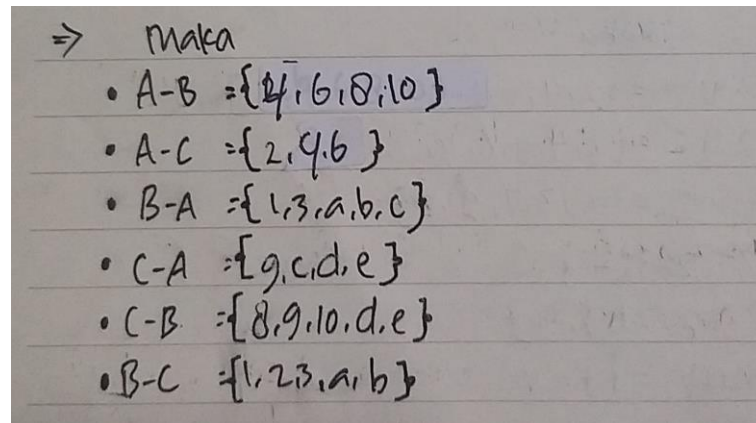 => Maka
• A-B = {4, 6, 8, 10}
• A-C = {2, 4, 6}
• B-A = {1, 3, a, b, c}
• C-A = {9, c, d, e}
• C-B = {8, 9, 10, d, e}
• B-C = {1, 2, 3, a, b}